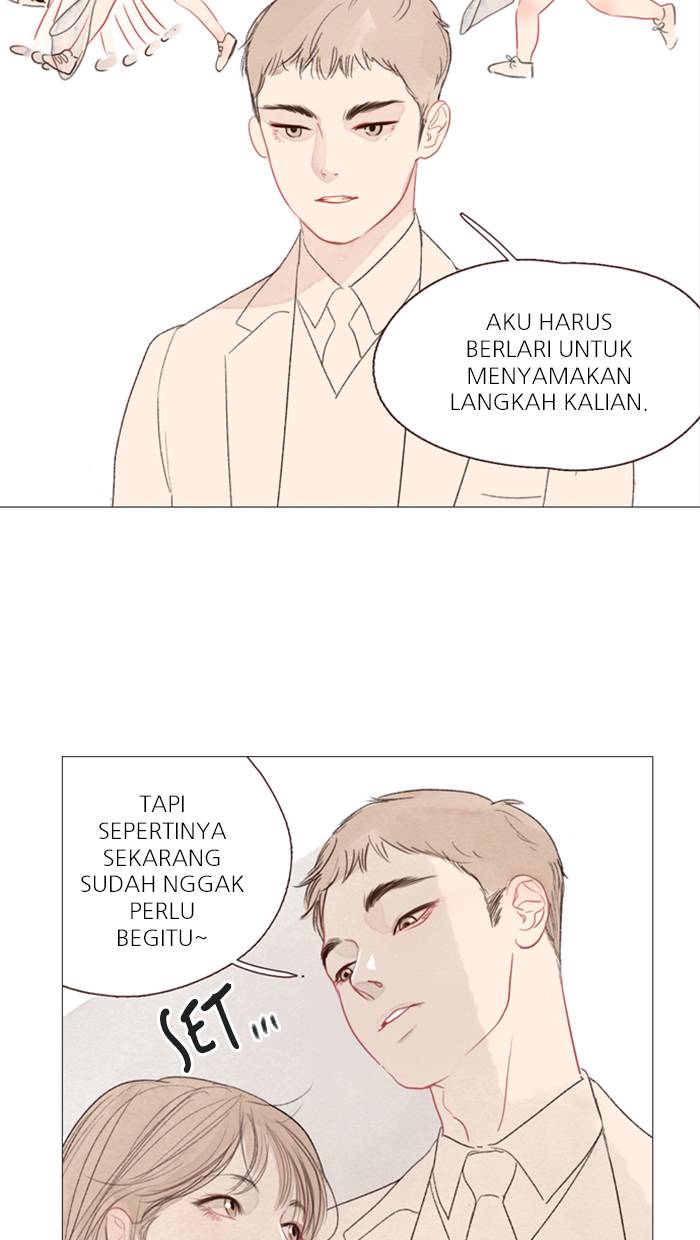 AKU HARUS
BERLARI UNTUK
MENYAMAKAN
LANGKAH KALIAN.
TAPI
SEPERTINYA
SEKARANG
SUDAH NGGAK
PERLU
BEGITU~
SET...